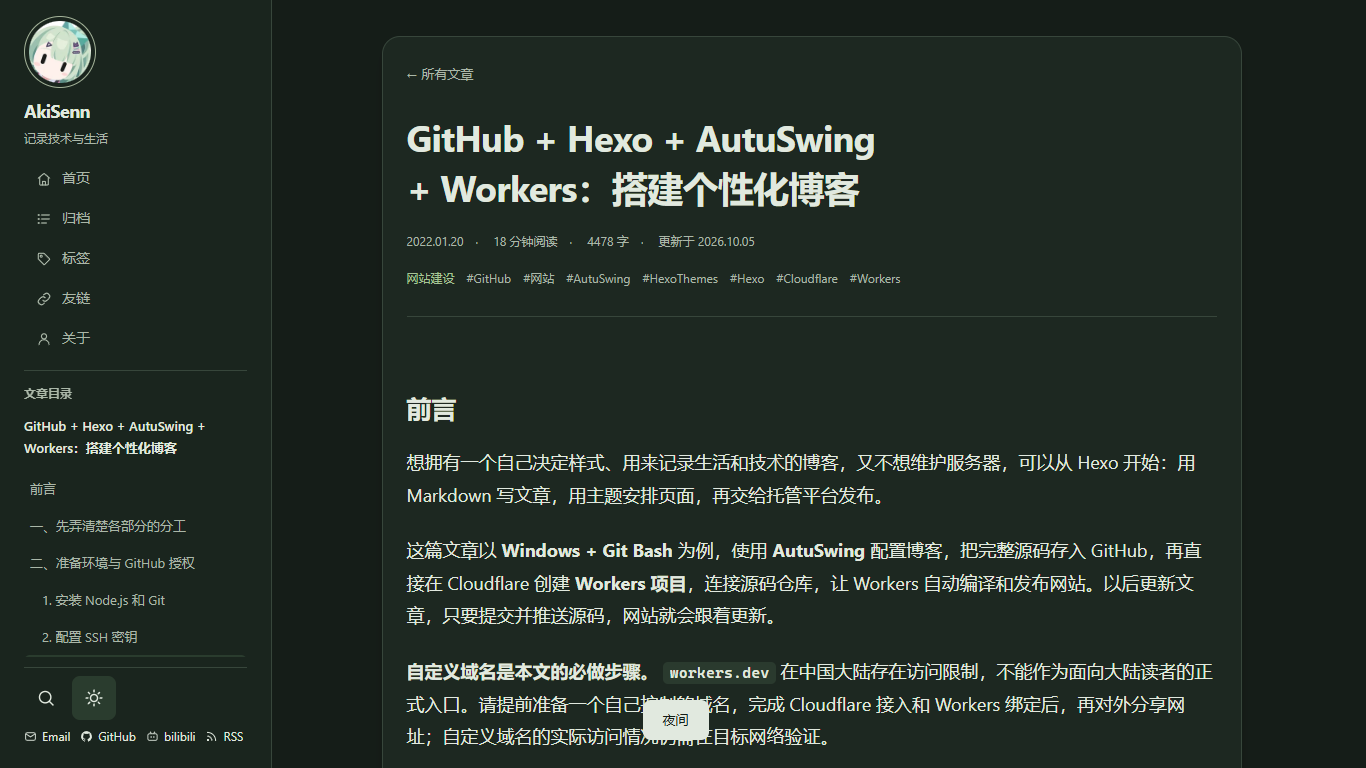 AkiSenn
记录技术与生活
首页
归档
标签
友链
关于
文章目录
GitHub + Hexo + AutuSwing +
Workers：搭建个性化博客
前言
一、先弄清楚各部分的分工
二、准备环境与 GitHub 授权
1. 安装 Node.js 和 Git
2. 配置 SSH 密钥
Email GitHub bilibili RSS
← 所有文章
GitHub + Hexo + AutuSwing
+ Workers：搭建个性化博客
2022.01.20 · 18 分钟阅读 · 4478 字 · 更新于 2026.10.05
网站建设 #GitHub #网站 #AutuSwing #HexoThemes #Hexo #Cloudflare #Workers
前言
想拥有一个自己决定样式、用来记录生活和技术的博客，又不想维护服务器，可以从 Hexo 开始：用
Markdown 写文章，用主题安排页面，再交给托管平台发布。
这篇文章以 Windows + Git Bash 为例，使用 AutuSwing 配置博客，把完整源码存入 GitHub，再直
接在 Cloudflare 创建 Workers 项目，连接源码仓库，让 Workers 自动编译和发布网站。以后更新文
章，只要提交并推送源码，网站就会跟着更新。
自定义域名是本文的必做步骤。 workers.dev 在中国大陆存在访问限制，不能作为面向大陆读者的正
式入口。请提前准备一个自己域名，完成 Cloudflare 接入和 Workers 绑定后，再对外分享网
址；自定义域名的实际访问情况在目标网络验证。
夜间